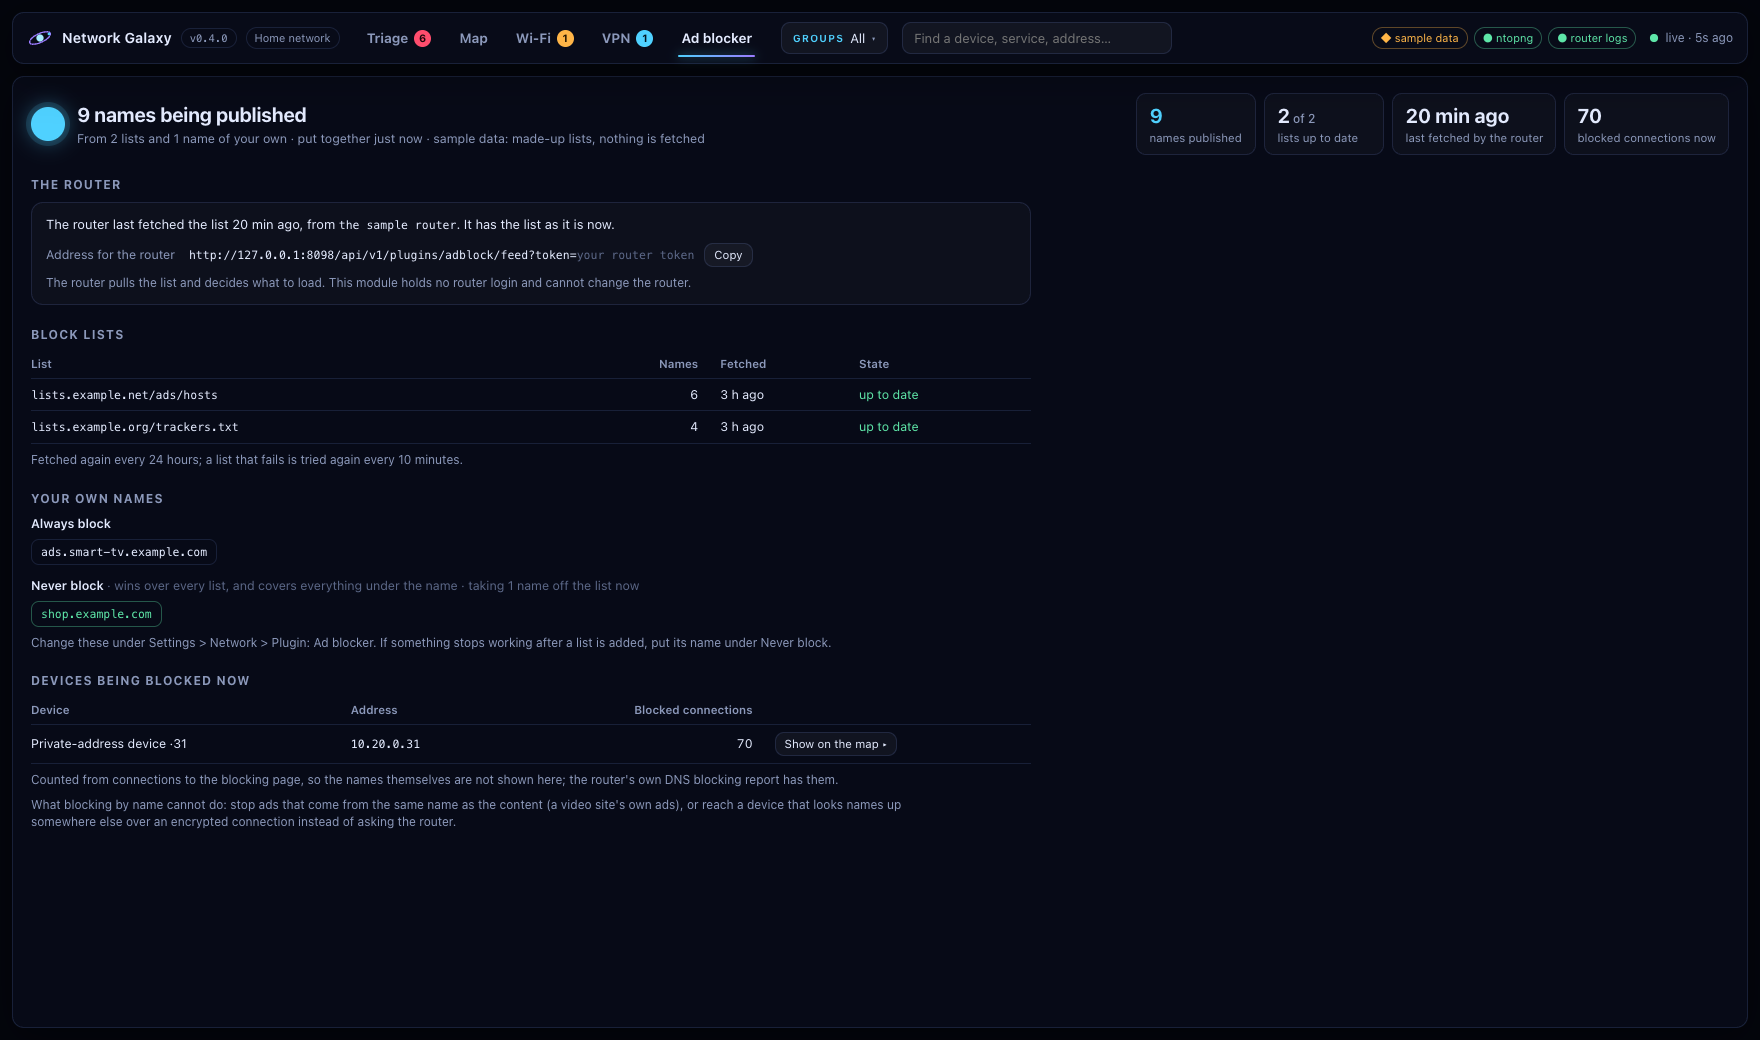 Network Galaxy v0.4.0 Home network Triage 6 Map Wi-Fi 1 VPN 1 Ad blocker GROUPS All Find a device, service, address... sample data ntopng router logs live · 5s ago
9 names being published
From 2 lists and 1 name of your own · put together just now · sample data: made-up lists, nothing is fetched
9
names published
2 of 2
lists up to date
20 min ago
last fetched by the router
70
blocked connections now
THE ROUTER
The router last fetched the list 20 min ago, from the sample router. It has the list as it is now.
Address for the router http://127.0.0.1:8098/api/v1/plugins/adblock/feed?token=your router token Copy
The router pulls the list and decides what to load. This module holds no router login and cannot change the router.
BLOCK LISTS
List Names Fetched State
lists.example.net/ads/hosts 6 3 h ago up to date
lists.example.org/trackers.txt 4 3 h ago up to date
Fetched again every 24 hours; a list that fails is tried again every 10 minutes.
YOUR OWN NAMES
Always block
ads.smart-tv.example.com
Never block · wins over every list, and covers everything under the name · taking 1 name off the list now
shop.example.com
Change these under Settings > Network > Plugin: Ad blocker. If something stops working after a list is added, put its name under Never block.
DEVICES BEING BLOCKED NOW
Device Address Blocked connections
Private-address device ·31 10.20.0.31 70 Show on the map ▸
Counted from connections to the blocking page, so the names themselves are not shown here; the router's own DNS blocking report has them.
What blocking by name cannot do: stop ads that come from the same name as the content (a video site's own ads), or reach a device that looks names up
somewhere else over an encrypted connection instead of asking the router.